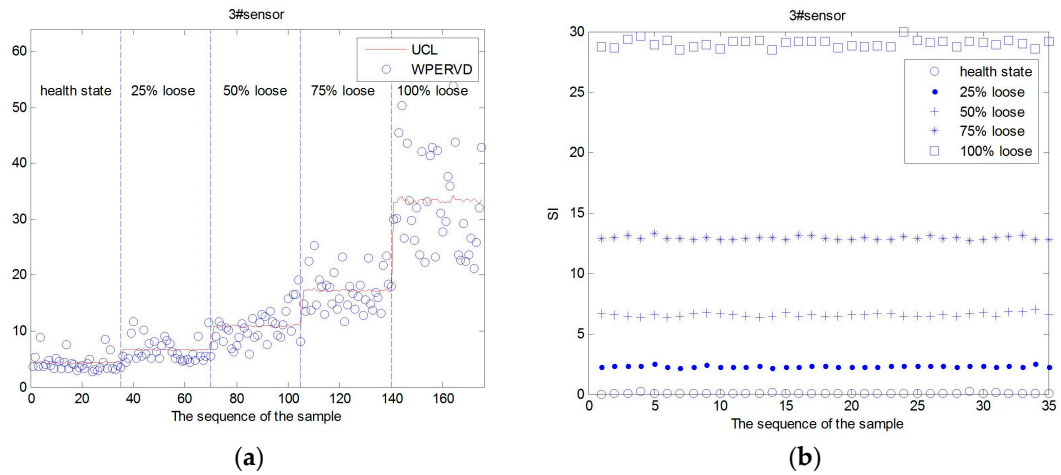 3#sensor
60
50
40
30
20
10
0
UCL
WPERVD
health state
25% loose
50% loose
75% loose
100% loose
0 20 40 60 80 100 120 140 160
The sequence of the sample
(a)
3#sensor
30
25
20
15
10
5
0
SI
health state
25% loose
50% loose
75% loose
100% loose
0 5 10 15 20 25 30 35
The sequence of the sample
(b)